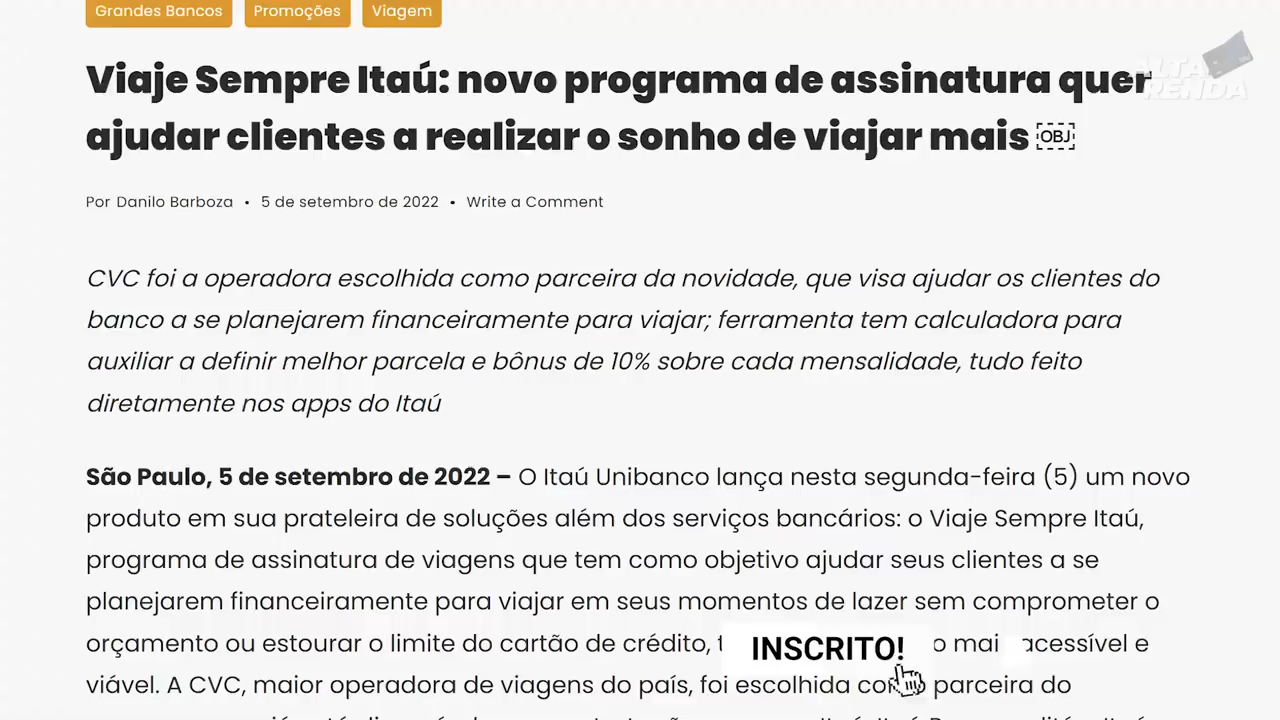 Grandes Bancos Promoções Viagem
ALTA RENDA
Viaje Sempre Itaú: novo programa de assinatura quer
ajudar clientes a realizar o sonho de viajar mais OBJ
Por Danilo Barboza • 5 de setembro de 2022 • Write a Comment
CVC foi a operadora escolhida como parceira da novidade, que visa ajudar os clientes do
banco a se planejarem financeiramente para viajar; ferramenta tem calculadora para
auxiliar a definir melhor parcela e bônus de 10% sobre cada mensalidade, tudo feito
diretamente nos apps do Itaú
São Paulo, 5 de setembro de 2022 – O Itaú Unibanco lança nesta segunda-feira (5) um novo
produto em sua prateleira de soluções além dos serviços bancários: o Viaje Sempre Itaú,
programa de assinatura de viagens que tem como objetivo ajudar seus clientes a se
planejarem financeiramente para viajar em seus momentos de lazer sem comprometer o
orçamento ou estourar o limite do cartão de crédito, acessível e
INSCRITO!
viável. A CVC, maior operadora de viagens do país, foi escolhida parceira do